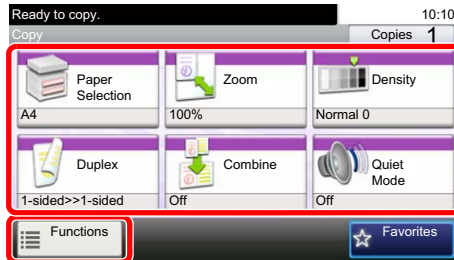 Ready to copy. 10:10
Copy Copies 1
Paper Selection
Zoom
Density
A4 100% Normal 0
Duplex
Combine
Quiet Mode
1-sided>>1-sided Off Off
Functions Favorites